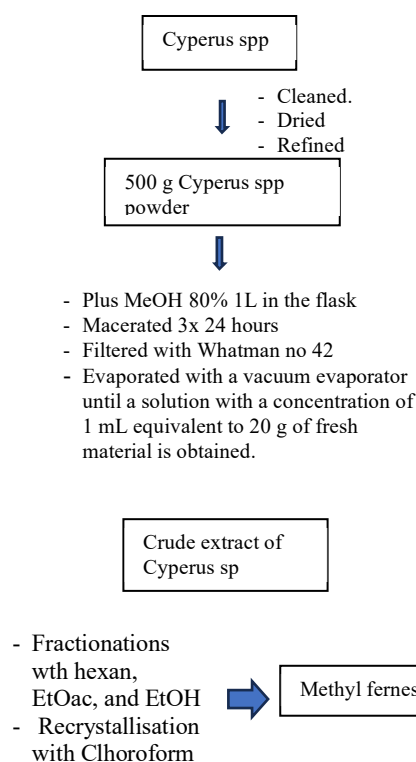 Cyperus spp
- Cleaned.
- Dried
- Refined
500 g Cyperus spp
powder
- Plus MeOH 80% 1L in the flask
- Macerated 3x 24 hours
- Filtered with Whatman no 42
- Evaporated with a vacuum evaporator
until a solution with a concentration of
1 mL equivalent to 20 g of fresh
material is obtained.
Crude extract of
Cyperus sp
- Fractionations
wth hexan,
EtOac, and EtOH
- Recrystallisation
with Clhoroform
Methyl fernes